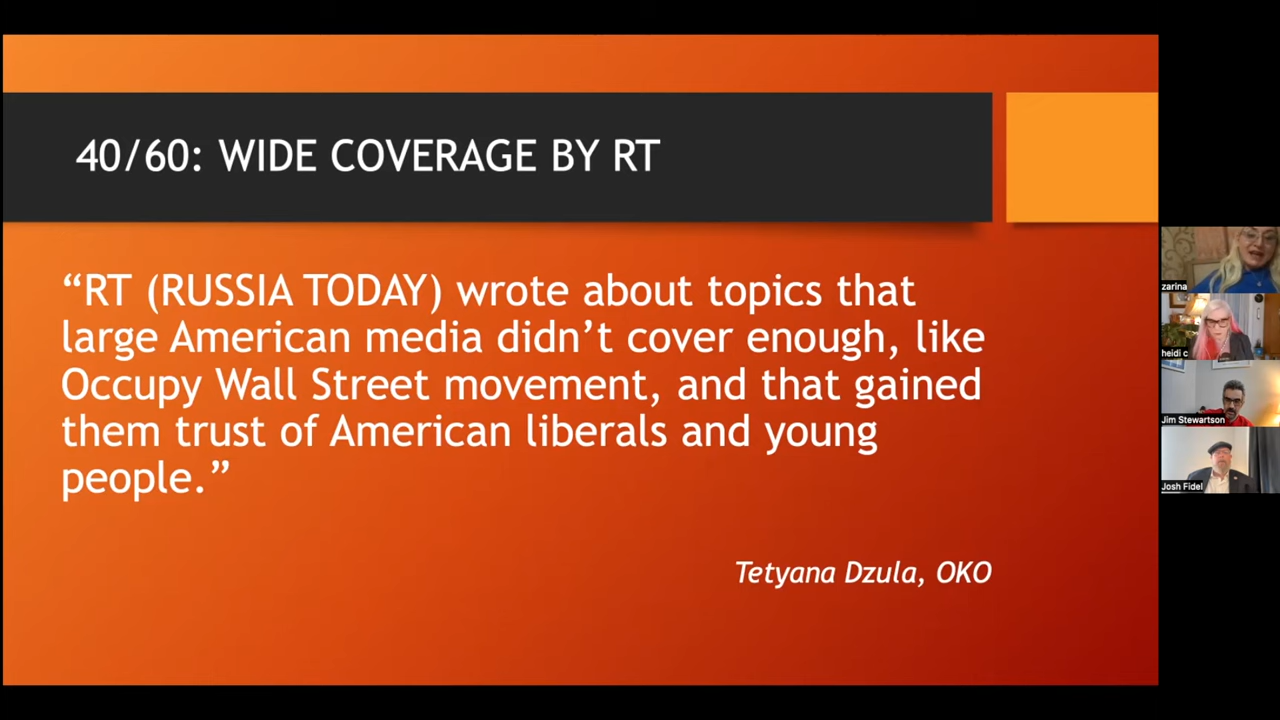 40/60: WIDE COVERAGE BY RT
“RT (RUSSIA TODAY) wrote about topics that
large American media didn’t cover enough, like
Occupy Wall Street movement, and that gained
them trust of American liberals and young
people.”
Tetyana Dzula, OKO
zarina
heidi c
Jim Stewartson
Josh Fidel